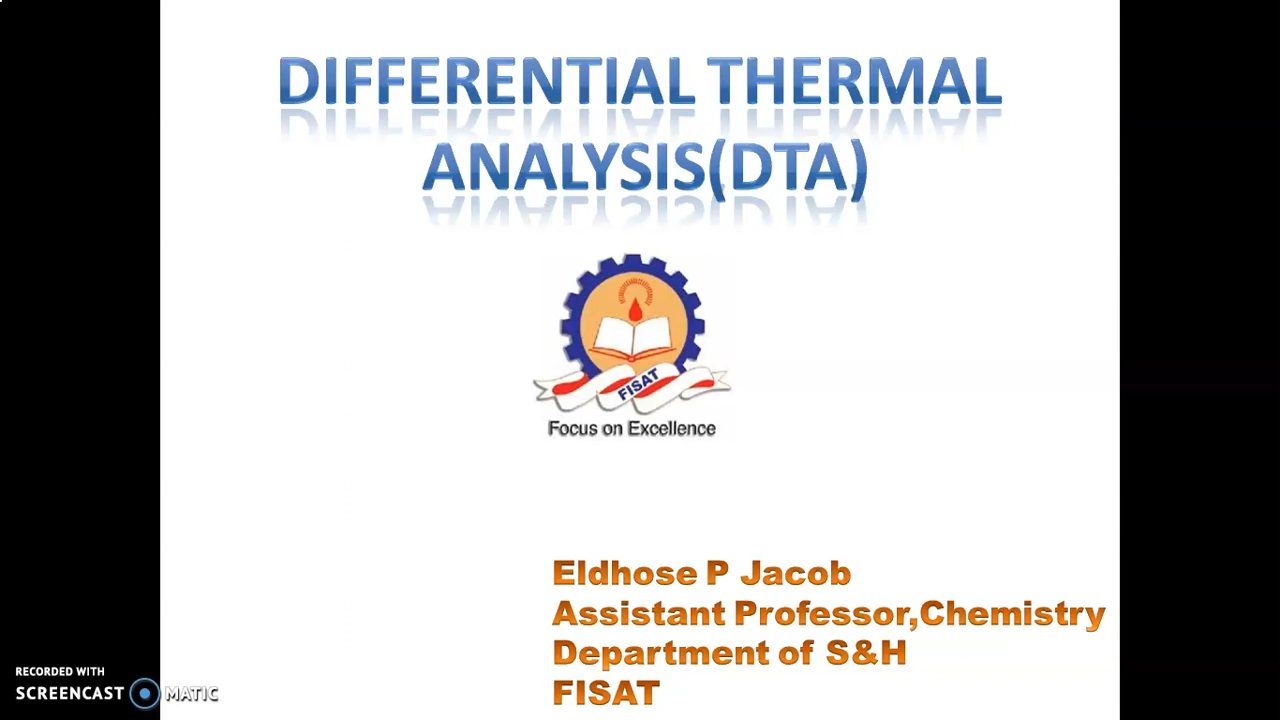 DIFFERENTIAL THERMAL
ANALYSIS(DTA)
FISAT
Focus on Excellence
Eldhose P Jacob
Assistant Professor,Chemistry
Department of S&H
FISAT
RECORDED WITH
SCREENCAST MATIC